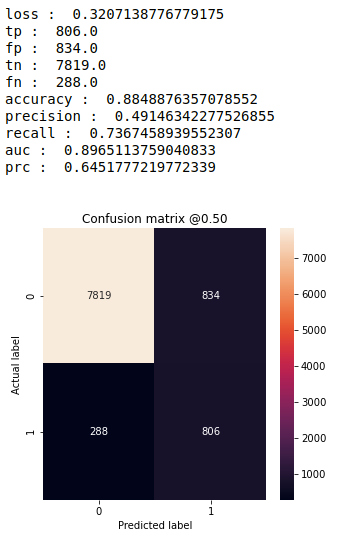 loss :  0.3207138776779175
tp :  806.0
fp :  834.0
tn :  7819.0
fn :  288.0
accuracy :  0.8848876357078552
precision :  0.49146342277526855
recall :  0.7367458939552307
auc :  0.8965113759040833
prc :  0.6451777219772339
Confusion matrix @0.50
7819
834
288
806
0
1
Actual label
0
1
Predicted label
7000
6000
5000
4000
3000
2000
1000